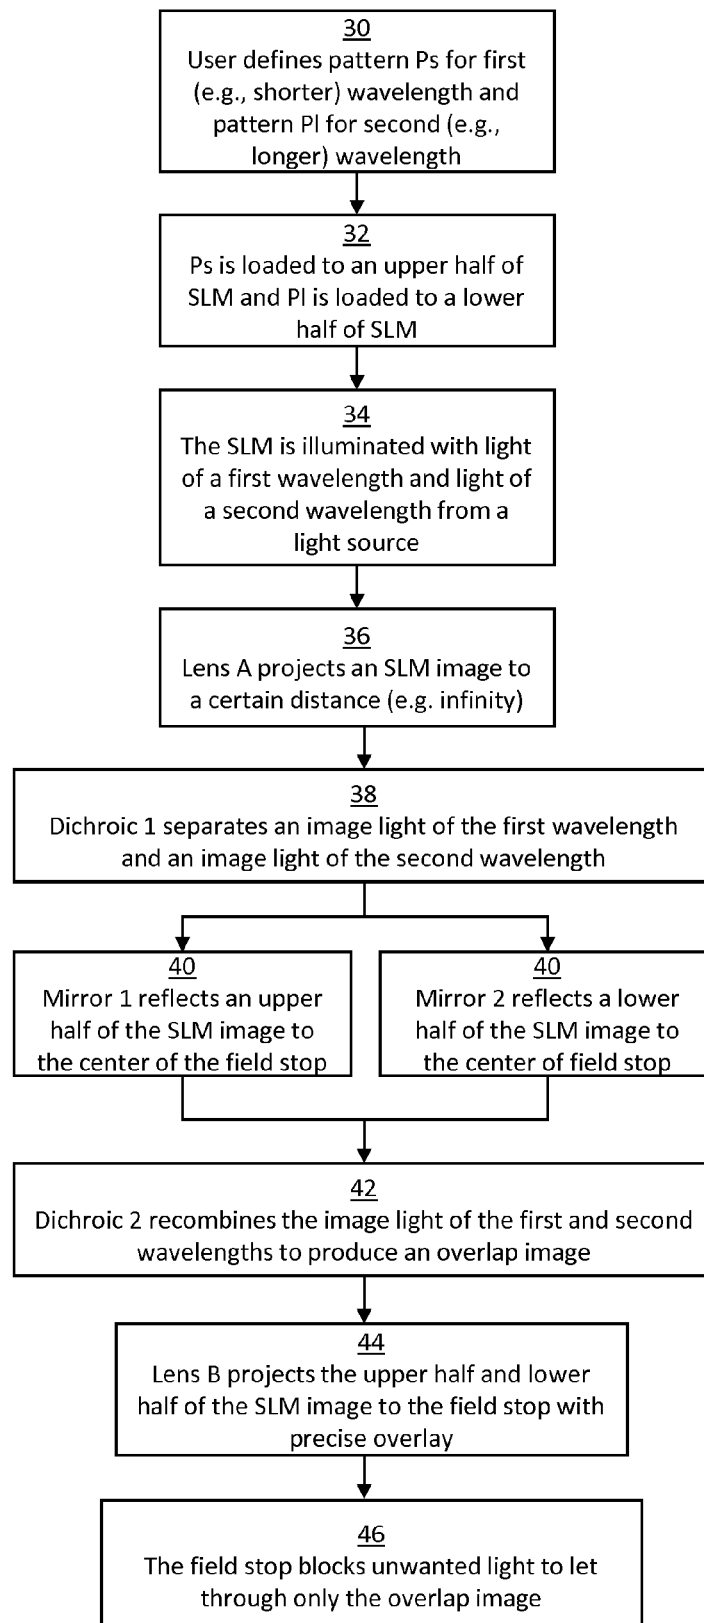 30
User defines pattern Ps for first
(e.g., shorter) wavelength and
pattern Pl for second (e.g.,
longer) wavelength
32
Ps is loaded to an upper half of
SLM and Pl is loaded to a lower
half of SLM
34
The SLM is illuminated with light
of a first wavelength and light of
a second wavelength from a
light source
36
Lens A projects an SLM image to
a certain distance (e.g. infinity)
38
Dichroic 1 separates an image light of the first wavelength
and an image light of the second wavelength
40
Mirror 1 reflects an upper
half of the SLM image to
the center of the field stop
40
Mirror 2 reflects a lower
half of the SLM image to
the center of field stop
42
Dichroic 2 recombines the image light of the first and second
wavelengths to produce an overlap image
44
Lens B projects the upper half and lower
half of the SLM image to the field stop with
precise overlay
46
The field stop blocks unwanted light to let
through only the overlap image